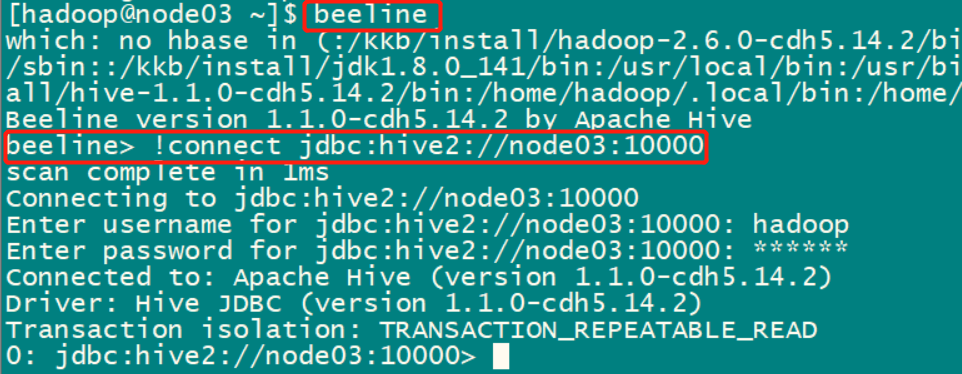 [hadoop@node03 ~]$ beeline
which: no hbase in (:/kkb/install/hadoop-2.6.0-cdh5.14.2/bi
/sbin::/kkb/install/jdk1.8.0_141/bin:/usr/local/bin:/usr/bi
all/hive-1.1.0-cdh5.14.2/bin:/home/hadoop/.local/bin:/home/
Beeline version 1.1.0-cdh5.14.2 by Apache Hive
beeline> !connect jdbc:hive2://node03:10000
scan complete in 1ms
Connecting to jdbc:hive2://node03:10000
Enter username for jdbc:hive2://node03:10000: hadoop
Enter password for jdbc:hive2://node03:10000: ******
Connected to: Apache Hive (version 1.1.0-cdh5.14.2)
Driver: Hive JDBC (version 1.1.0-cdh5.14.2)
Transaction isolation: TRANSACTION_REPEATABLE_READ
0: jdbc:hive2://node03:10000>